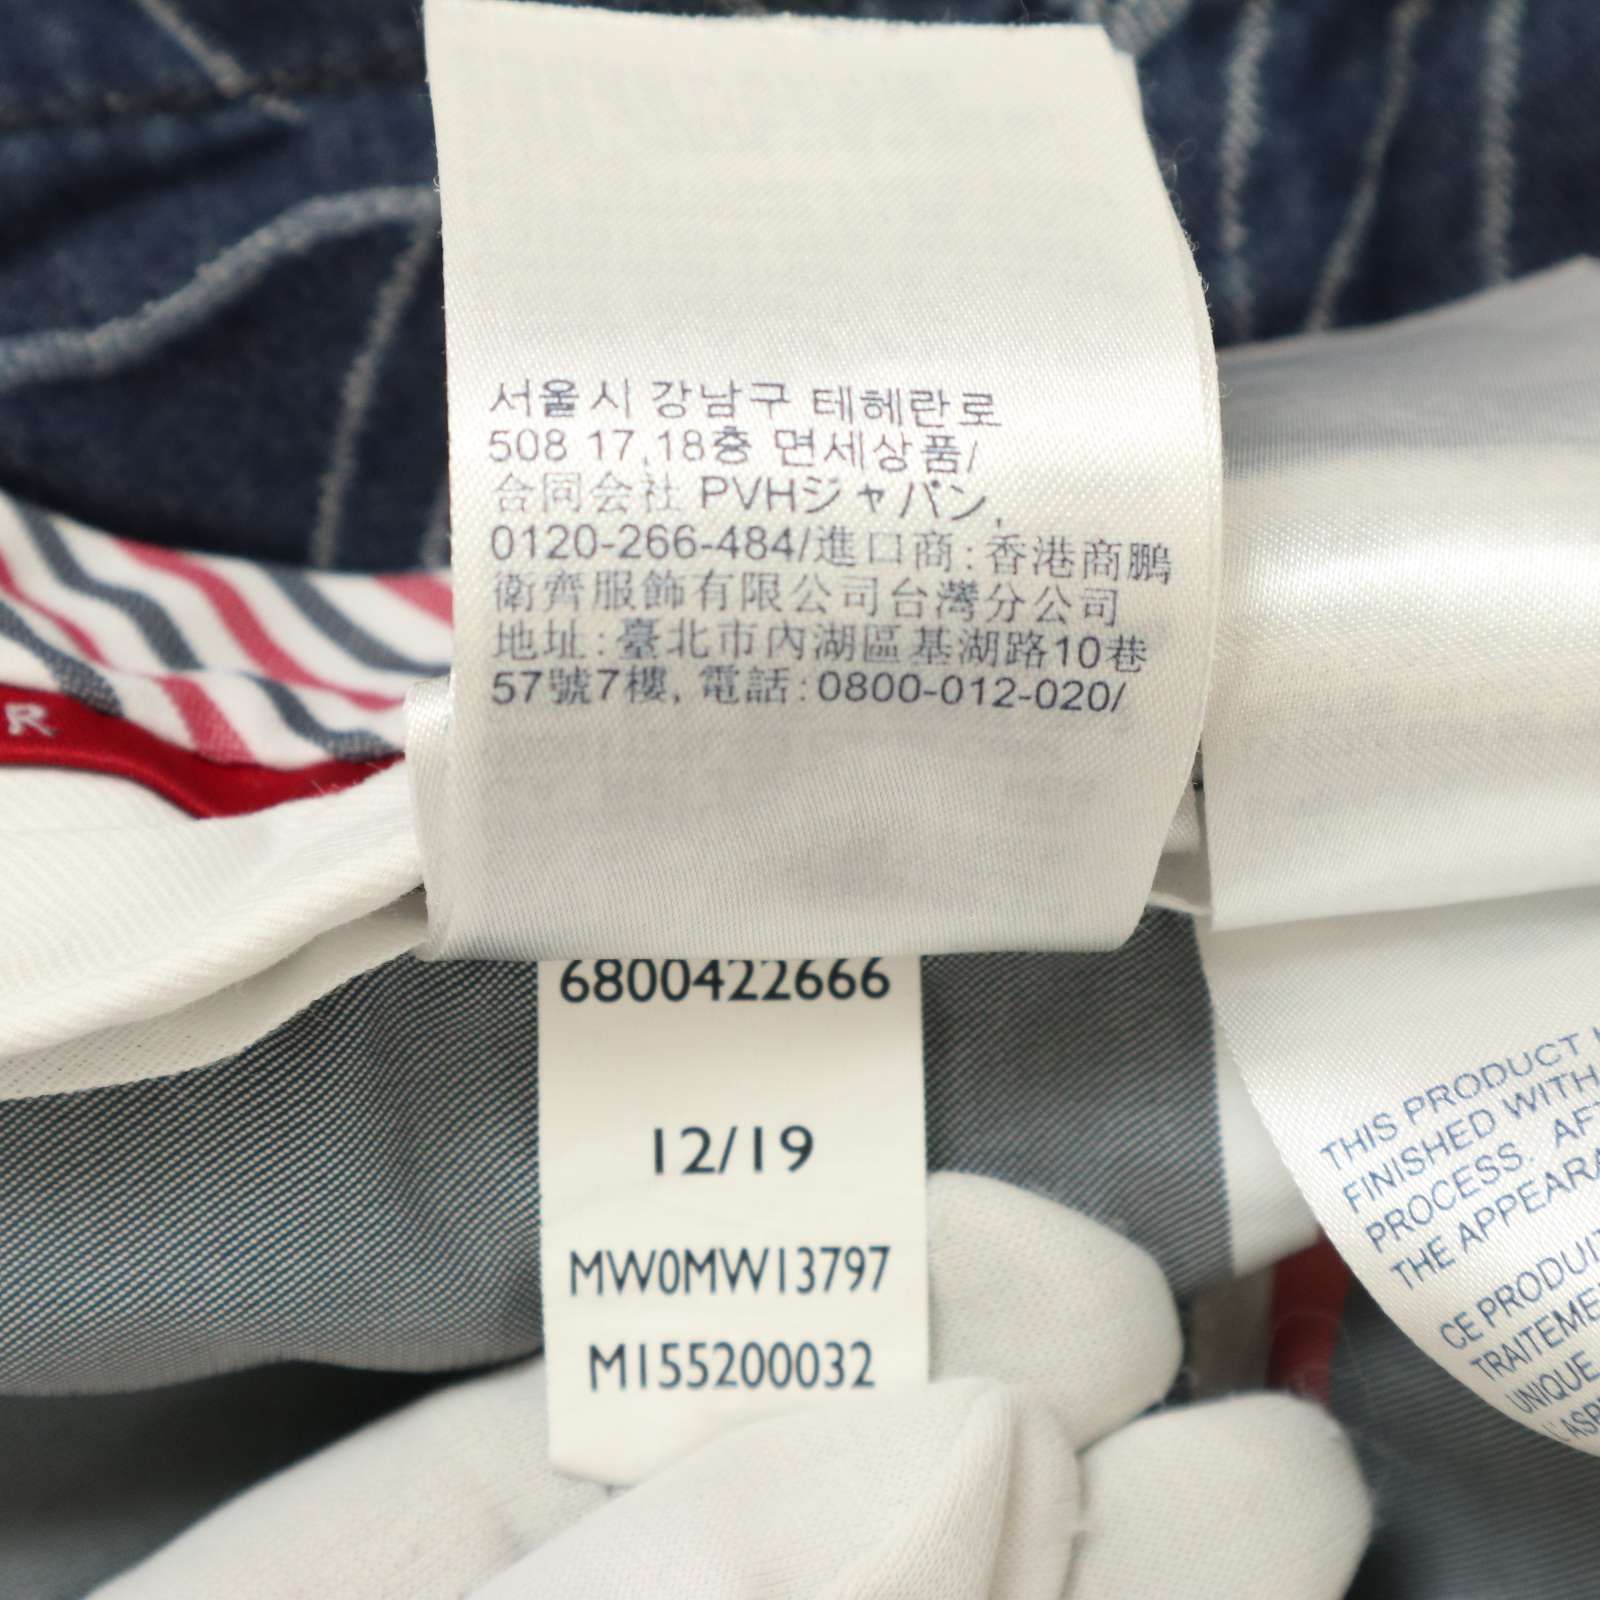 서울시 강남구 테헤란로
508 17,18층 면세상품/
合同会社 PVHジャパン,
0120-266-484/進口商:香港商鵬
衛齊服飾有限公司台灣分公司
地址:臺北市內湖區基湖路10巷
57號7樓, 電話:0800-012-020/
R
6800422666
12/19
MW0MW13797
M155200032
THIS PRODUCT
FINISHED WITH
PROCESS. AFT
THE APPEARA
CE PRODUIT
TRAITEME
UNIQUE
L'ASP